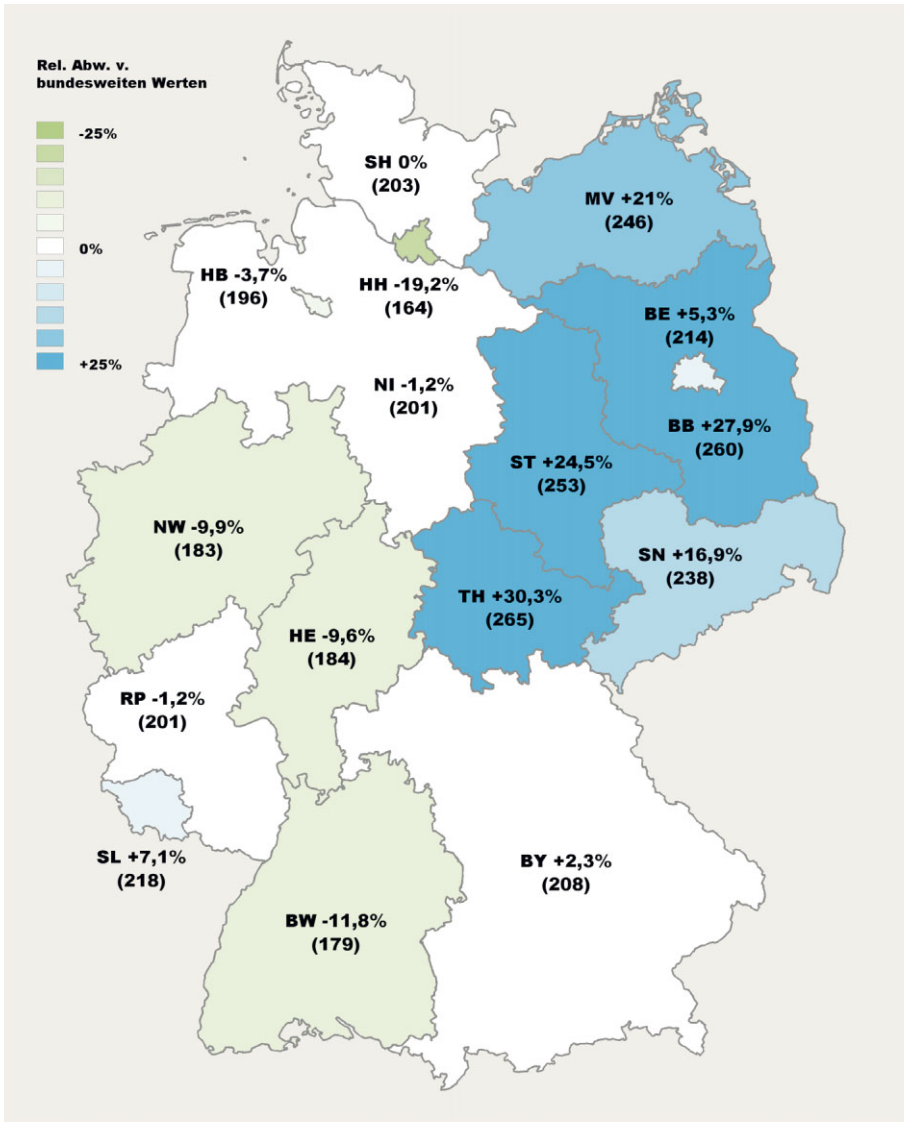 Rel. Abw. v.
bundesweiten Werten
-25%
0%
+25%
SH 0%
(203)
MV +21%
(246)
HB -3,7%
(196)
HH -19,2%
(164)
BE +5,3%
(214)
NI -1,2%
(201)
BB +27,9%
(260)
ST +24,5%
(253)
NW -9,9%
(183)
SN +16,9%
(238)
TH +30,3%
(265)
HE -9,6%
(184)
RP -1,2%
(201)
SL +7,1%
(218)
BY +2,3%
(208)
BW -11,8%
(179)